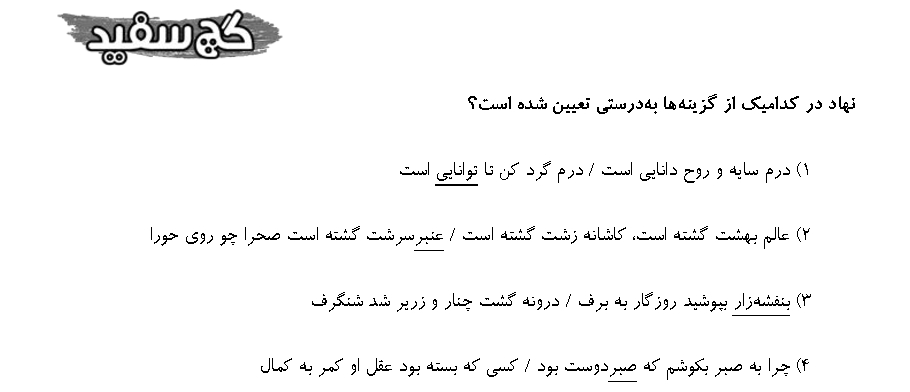 گچ سفید
نهاد در کدامیک از گزینه‌ها به‌درستی تعیین شده است؟
۱) درم سایه و روح دانایی است / درم گرد کن تا توانایی است
۲) عالم بهشت گشته است، کاشانه زشت گشته است / عنبرسرشت گشته است صحرا چو روی حورا
۳) بنفشه‌زار بپوشید روزگار به برف / درونه گشت چنار و زریر شد شنگرف
۴) چرا به صبر بکوشم که صبردوست بود / کسی که بسته بود عقل او کمر به کمال